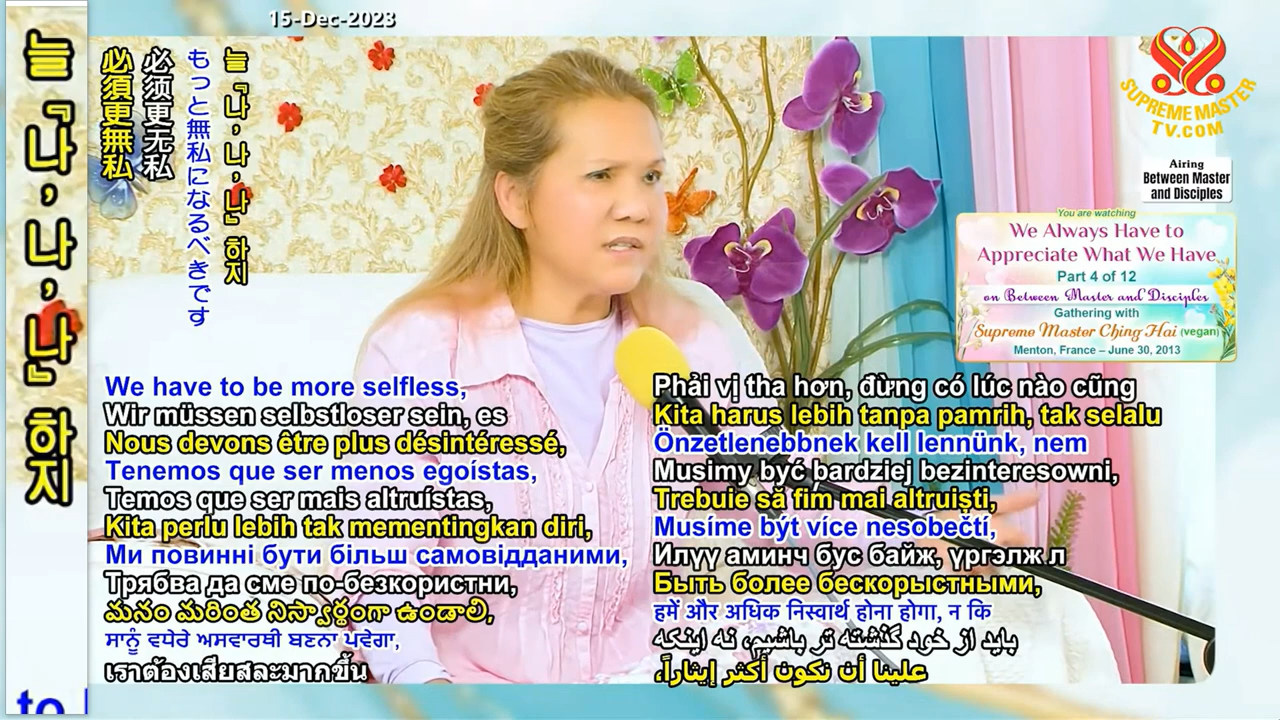 15-Dec-2023
늘『나, 나, 나』하지
必須更無私
必须更无私
もっと無私になるべきです
늘『나, 나, 나』하지
SUPREME MASTER
TV.COM
Airing
Between Master
and Disciples
You are watching
We Always Have to
Appreciate What We Have
Part 4 of 12
on Between Master and Disciples
Gathering with
Supreme Master Ching Hai (vegan)
Menton, France – June 30, 2013
We have to be more selfless,
Wir müssen selbstloser sein, es
Nous devons être plus désintéressé,
Tenemos que ser menos egoístas,
Temos que ser mais altruístas,
Kita perlu lebih tak mementingkan diri,
Ми повинні бути більш самовідданими,
Трябва да сме по-безкористни,
మనం మరింత నిస్వార్థంగా ఉండాలి,
ਸਾਨੂੰ ਵਧੇਰੇ ਅਸਵਾਰਥੀ ਬਣਨਾ ਪਵੇਗਾ,
เราต้องเสียสละมากขึ้น
Phải vị tha hơn, đừng có lúc nào cũng
Kita harus lebih tanpa pamrih, tak selalu
Önzetlenebbnek kell lennünk, nem
Musimy być bardziej bezinteresowni,
Trebuie să fim mai altruiști,
Musíme být více nesobečtí,
Илүү аминч бус байж, үргэлж л
Быть более бескорыстными,
हमें और अधिक निस्वार्थ होना होगा, न कि
باید از خود گذشته تر باشیم، نه اینکه
علينا أن نكون أكثر إيثاراً،
to